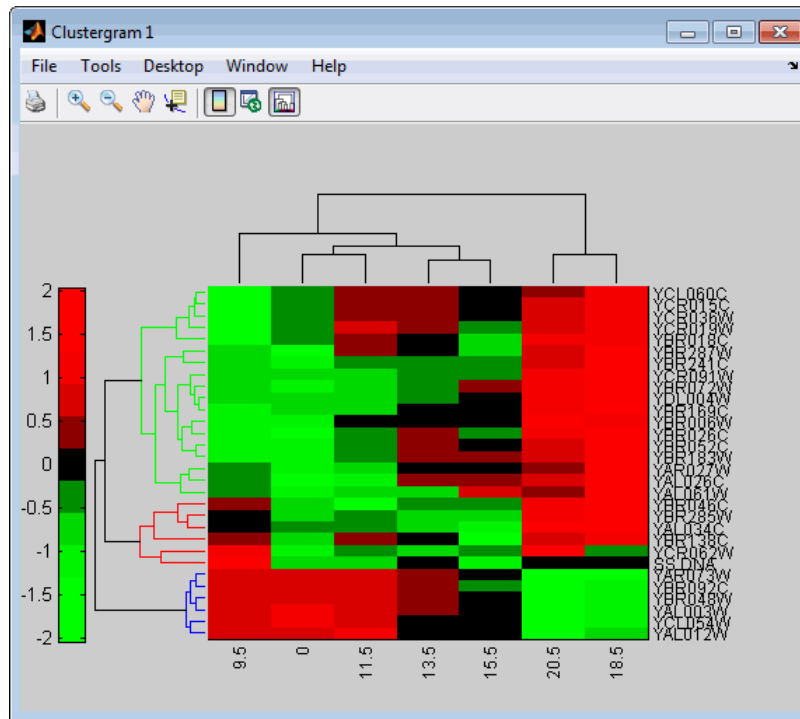 Clustergram 1
File Tools Desktop Window Help
2
1.5
1
0.5
0
-0.5
-1
-1.5
-2
YCL060C
YCR015C
YCR036W
YCR019W
YBR018C
YBR287W
YBR241C
YCR091W
YBR072W
YDL004W
YBR169C
YBR006W
YBR026C
YBR052C
YBR183W
YAR027W
YAL026C
YAL061W
YBR046C
YBR285W
YAL034C
YBR138C
YCR062W
SS DNA
YAR073W
YBR092C
YBR048W
YAL003W
YCL054W
YAL012W
9.5 0 11.5 13.5 15.5 20.5 18.5